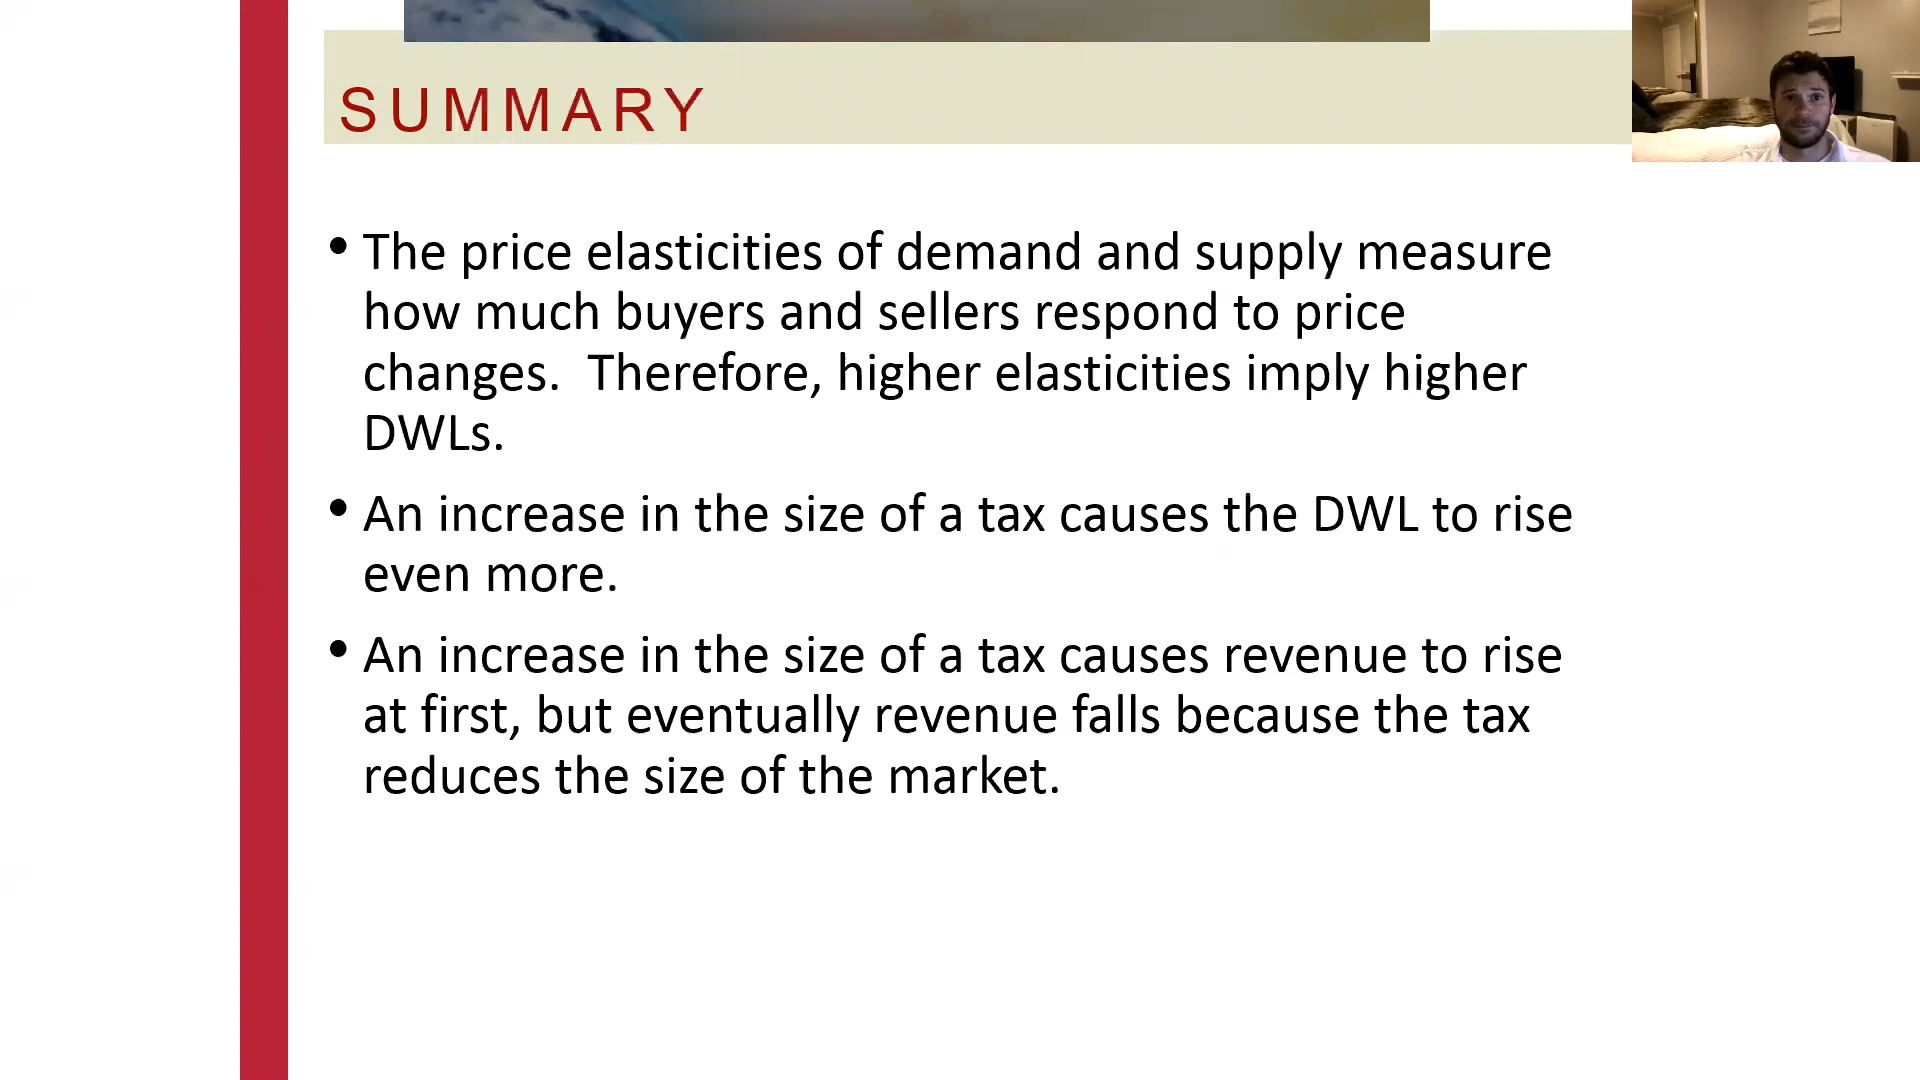 SUMMARY
• The price elasticities of demand and supply measure
how much buyers and sellers respond to price
changes.  Therefore, higher elasticities imply higher
DWLs.
• An increase in the size of a tax causes the DWL to rise
even more.
• An increase in the size of a tax causes revenue to rise
at first, but eventually revenue falls because the tax
reduces the size of the market.